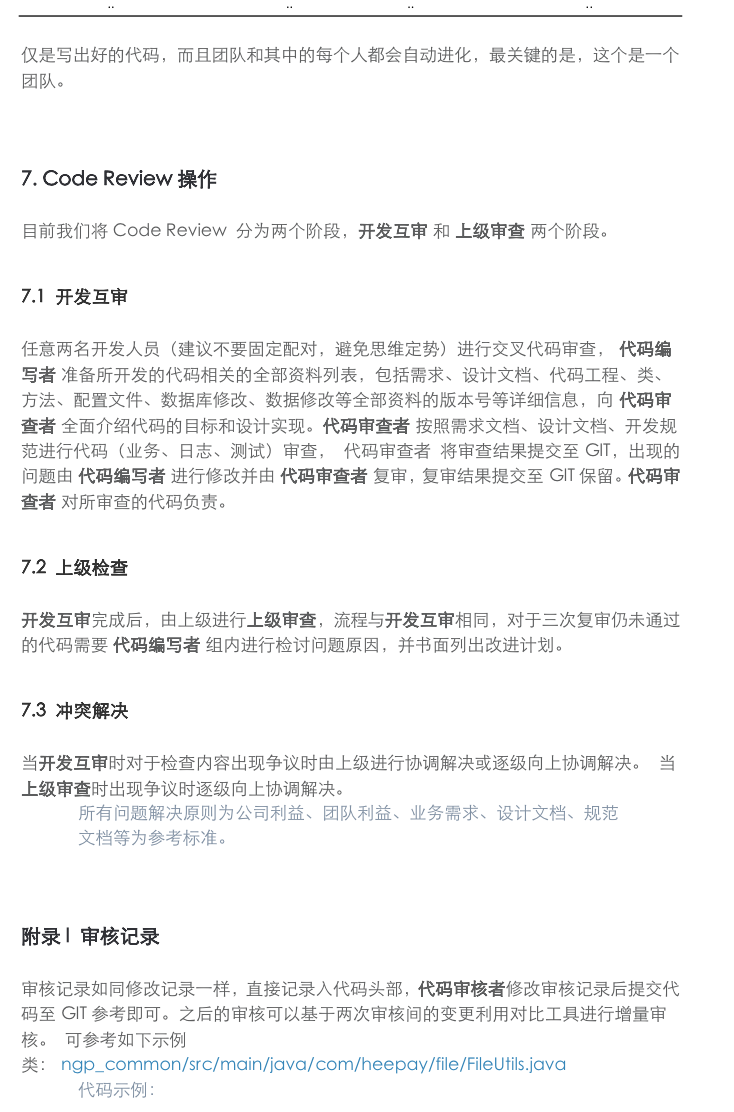 仅是写出好的代码，而且团队和其中的每个人都会自动进化，最关键的是，这个是一个
团队。
7. Code Review 操作
目前我们将 Code Review 分为两个阶段，开发互审 和 上级审查 两个阶段。
7.1 开发互审
任意两名开发人员（建议不要固定配对，避免思维定势）进行交叉代码审查， 代码编
写者 准备所开发的代码相关的全部资料列表，包括需求、设计文档、代码工程、类、
方法、配置文件、数据库修改、数据修改等全部资料的版本号等详细信息，向 代码审
查者 全面介绍代码的目标和设计实现。代码审查者 按照需求文档、设计文档、开发规
范进行代码（业务、日志、测试）审查， 代码审查者 将审查结果提交至 GIT，出现的
问题由 代码编写者 进行修改并由 代码审查者 复审，复审结果提交至 GIT 保留。代码审
查者 对所审查的代码负责。
7.2 上级检查
开发互审完成后，由上级进行上级审查，流程与开发互审相同，对于三次复审仍未通过
的代码需要 代码编写者 组内进行检讨问题原因，并书面列出改进计划。
7.3 冲突解决
当开发互审时对于检查内容出现争议时由上级进行协调解决或逐级向上协调解决。 当
上级审查时出现争议时逐级向上协调解决。
所有问题解决原则为公司利益、团队利益、业务需求、设计文档、规范
文档等为参考标准。
附录 I 审核记录
审核记录如同修改记录一样，直接记录入代码头部，代码审核者修改审核记录后提交代
码至 GIT 参考即可。之后的审核可以基于两次审核间的变更利用对比工具进行增量审
核。 可参考如下示例
类： ngp_common/src/main/java/com/heepay/file/FileUtils.java
代码示例：